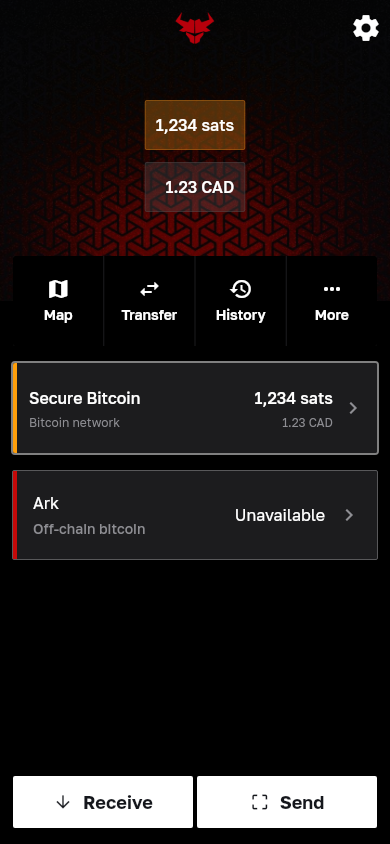 1,234 sats
1.23 CAD
Map
Transfer
History
More
Secure Bitcoin
1,234 sats
Bitcoin network
1.23 CAD
Ark
Unavailable
Off-chain bitcoin
Receive
Send